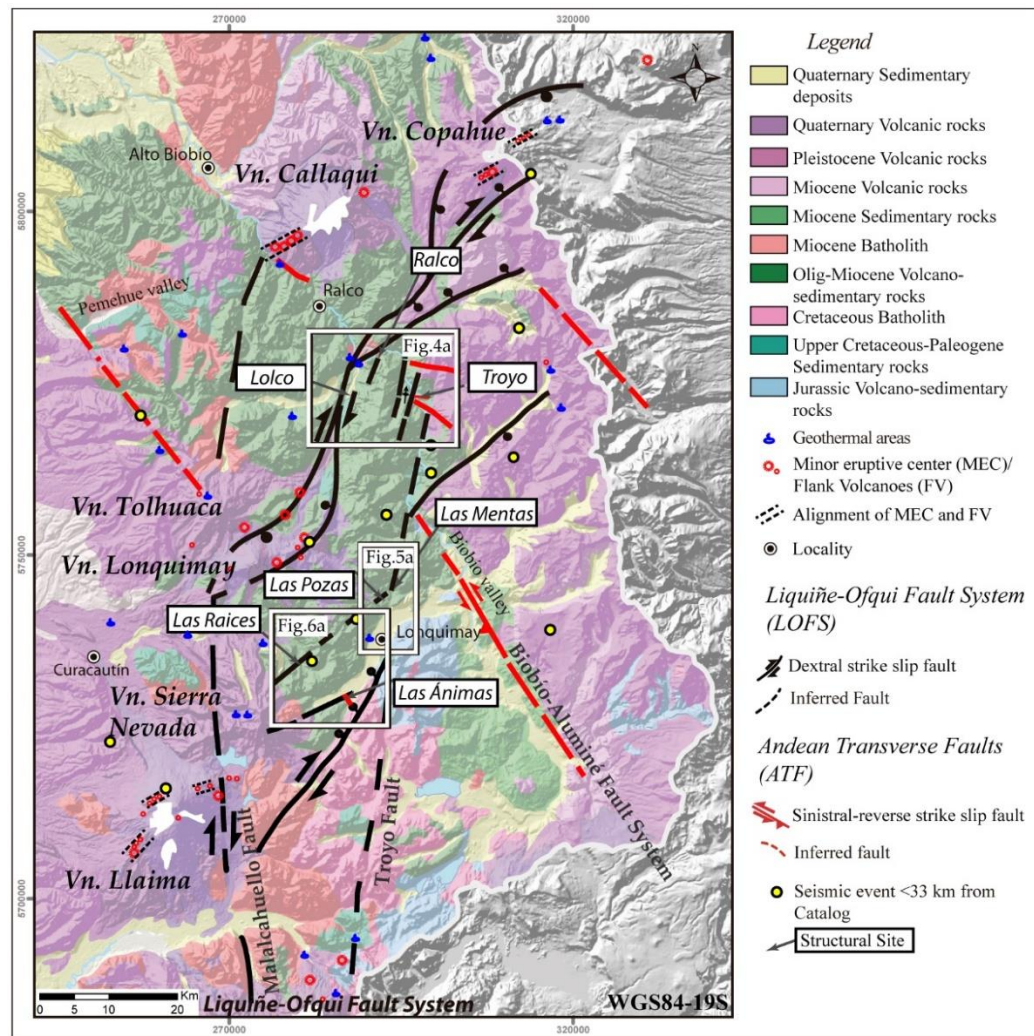 270000
320000
5800000
5750000
5700000
N
Vn. Copahue
Alto Biobío
Vn. Callaqui
Ralco
Ralco
Pemehue valley
Fig.4a
Lolco
Troyo
Vn. Tolhuaca
Las Mentas
Vn. Lonquimay
Biobío valley
Las Pozas
Fig.5a
Las Raices
Fig.6a
Lonquimay
Curacautín
Vn. Sierra
Nevada
Las Ánimas
Biobío-Aluminé Fault System
Malalcahuello Fault
Troyo Fault
Vn. Llaima
0
10
20
Km
Liquiñe-Ofqui Fault System
WGS84-19S
270000
320000
Legend
Quaternary Sedimentary
deposits
Quaternary Volcanic rocks
Pleistocene Volcanic rocks
Miocene Volcanic rocks
Miocene Sedimentary rocks
Miocene Batholith
Olig-Miocene Volcano-
sedimentary rocks
Cretaceous Batholith
Upper Cretaceous-Paleogene
Sedimentary rocks
Jurassic Volcano-sedimentary
rocks
Geothermal areas
Minor eruptive center (MEC)/
Flank Volcanoes (FV)
Alignment of MEC and FV
Locality
Liquiñe-Ofqui Fault System
(LOFS)
Dextral strike slip fault
Inferred Fault
Andean Transverse Faults
(ATF)
Sinistral-reverse strike slip fault
Inferred fault
Seismic event <33 km from
Catalog
Structural Site